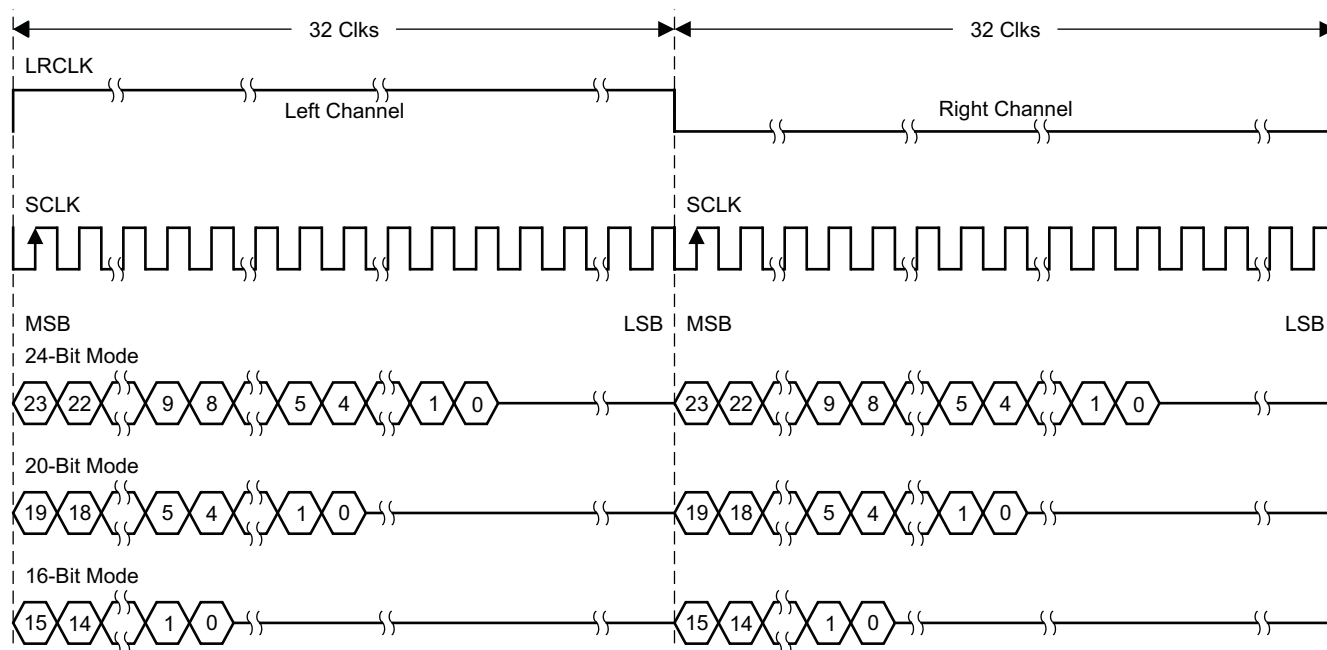 32 Clks 32 Clks
LRCLK
Left Channel Right Channel
SCLK SCLK
MSB LSB MSB LSB
24-Bit Mode
23 22 9 8 5 4 1 0 23 22 9 8 5 4 1 0
20-Bit Mode
19 18 5 4 1 0 19 18 5 4 1 0
16-Bit Mode
15 14 1 0 15 14 1 0